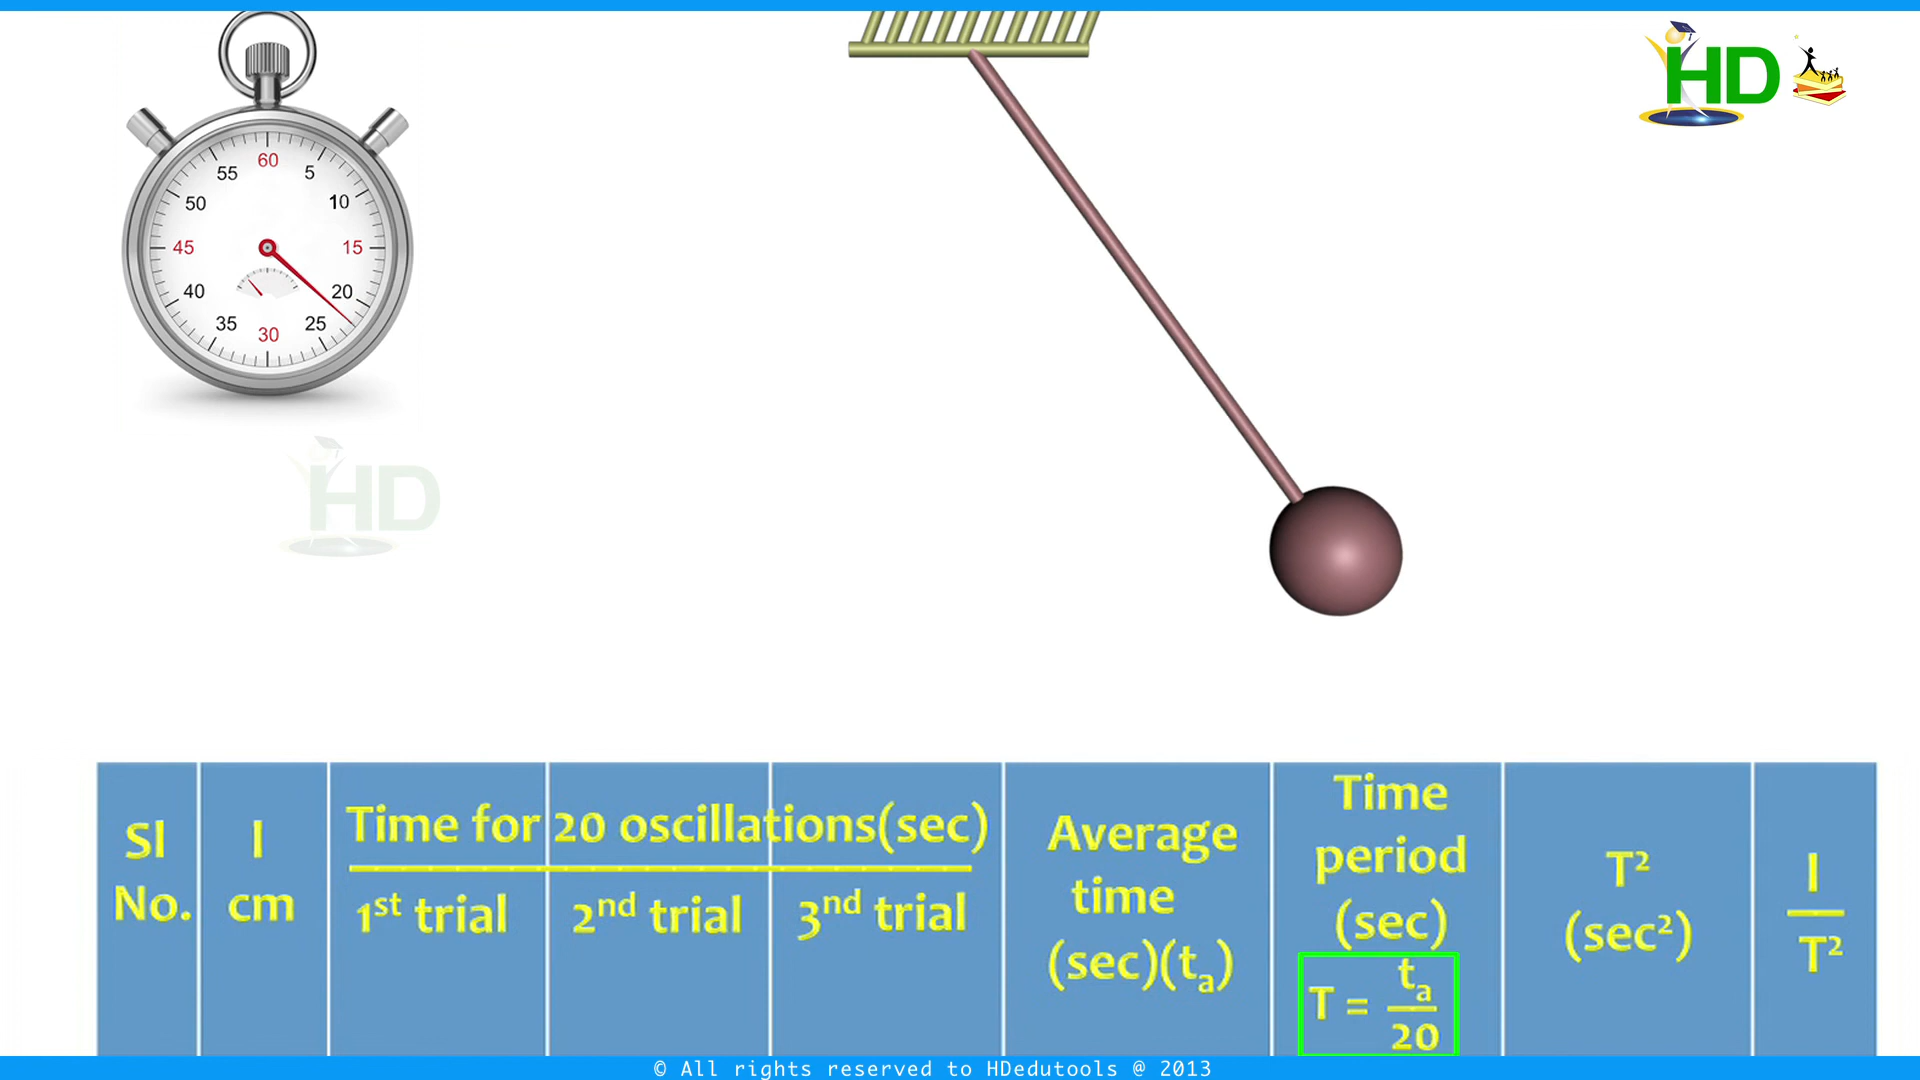 HD
60
55 5
50 10
45 15
40 20
35 25
30
HD
Sl No.
l cm
Time for 20 oscillations(sec)
1st trial
2nd trial
3nd trial
Average time (sec)(ta)
Time period (sec)
T = ta/20
T² (sec²)
l/T²
© All rights reserved to HDedutools @ 2013